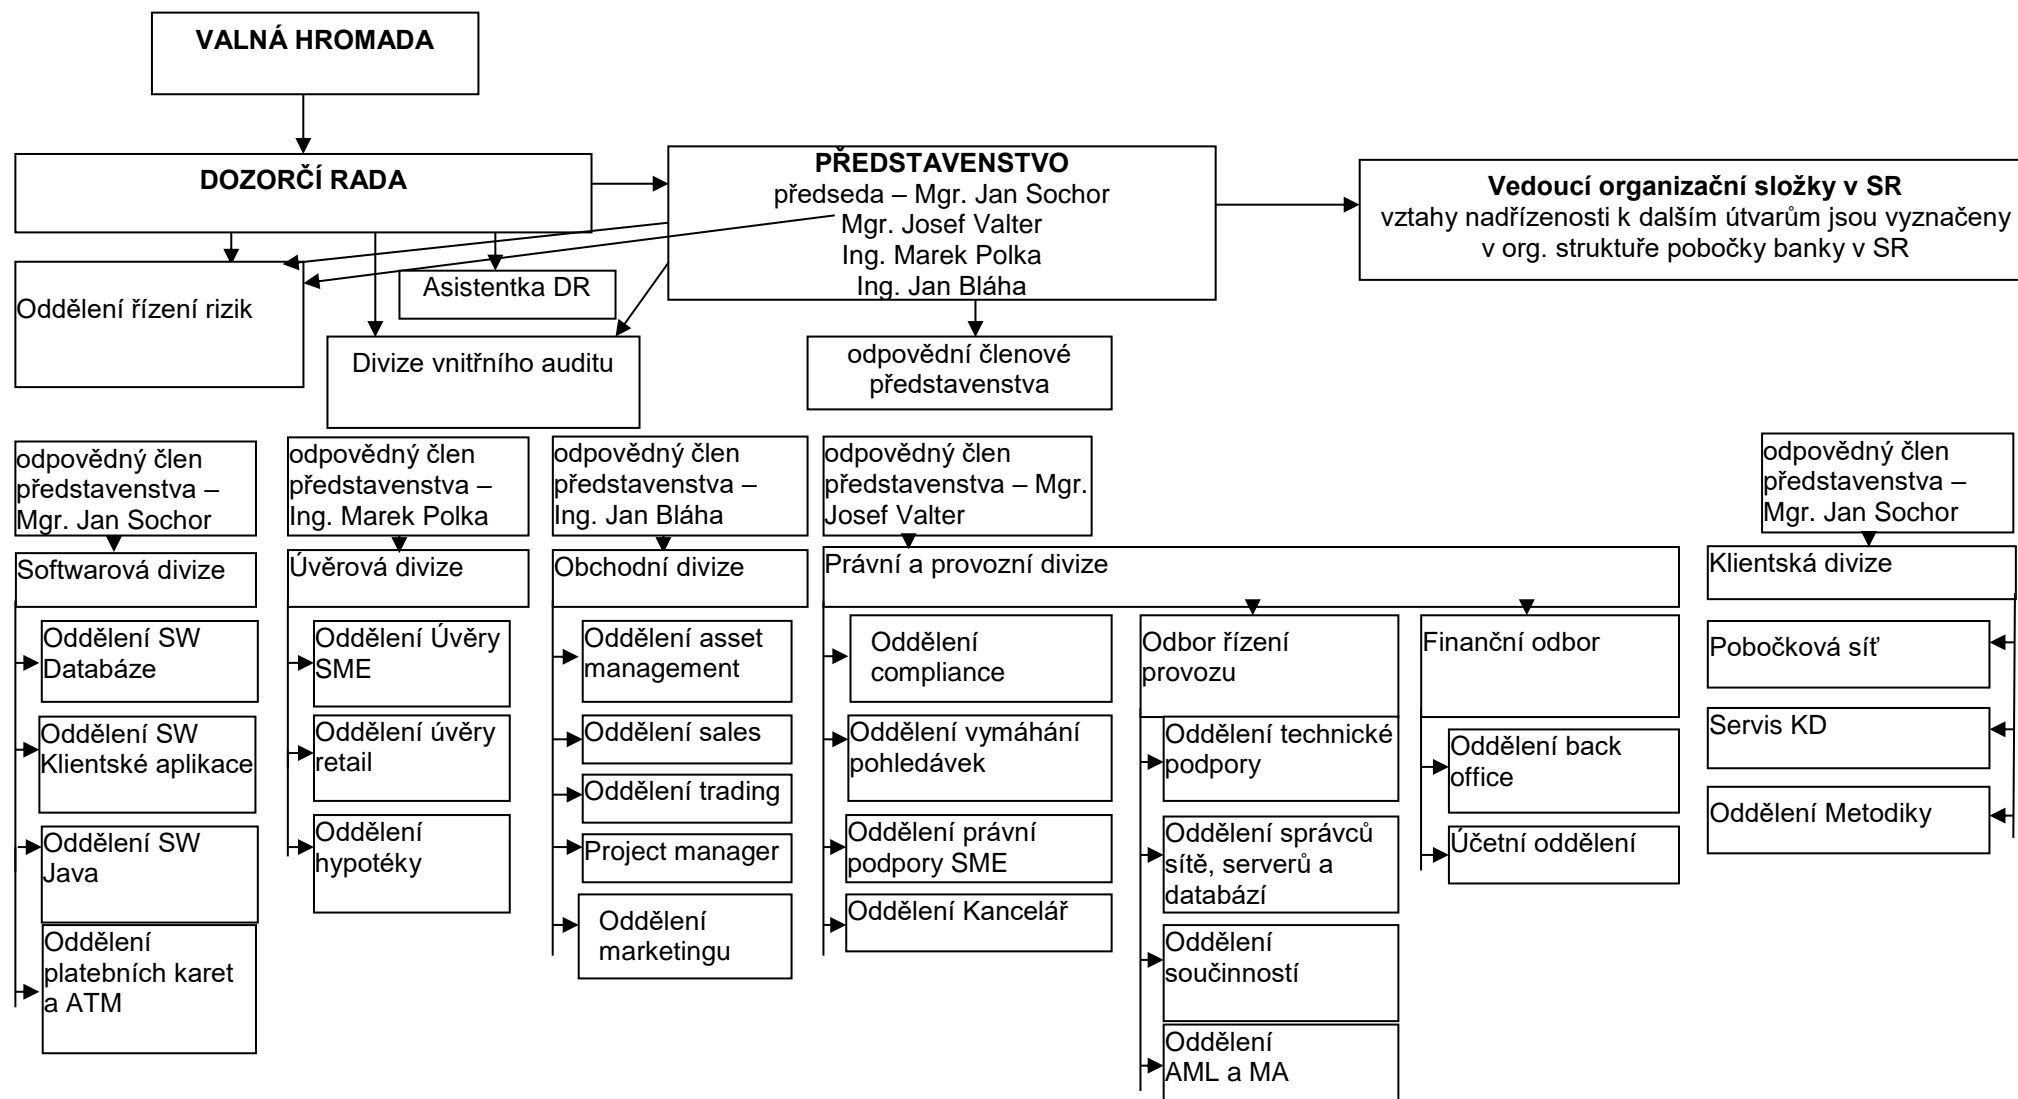 VALNÁ HROMADA
DOZORČÍ RADA
PŘEDSTAVENSTVO
předseda – Mgr. Jan Sochor
Mgr. Josef Valter
Ing. Marek Polka
Ing. Jan Bláha
Vedoucí organizační složky v SR
vztahy nadřízenosti k dalším útvarům jsou vyznačeny
v org. struktuře pobočky banky v SR
Oddělení řízení rizik
Asistentka DR
Divize vnitřního auditu
odpovědní členové
představenstva
odpovědný člen
představenstva –
Mgr. Jan Sochor
odpovědný člen
představenstva –
Ing. Marek Polka
odpovědný člen
představenstva –
Ing. Jan Bláha
odpovědný člen
představenstva – Mgr.
Josef Valter
odpovědný člen
představenstva –
Mgr. Jan Sochor
Softwarová divize
Úvěrová divize
Obchodní divize
Právní a provozní divize
Klientská divize
Oddělení SW
Databáze
Oddělení SW
Klientské aplikace
Oddělení SW
Java
Oddělení
platebních karet
a ATM
Oddělení Úvěry
SME
Oddělení úvěry
retail
Oddělení
hypotéky
Oddělení asset
management
Oddělení sales
Oddělení trading
Project manager
Oddělení
marketingu
Oddělení
compliance
Oddělení vymáhání
pohledávek
Oddělení právní
podpory SME
Oddělení Kancelář
Odbor řízení
provozu
Oddělení technické
podpory
Oddělení správců
sítě, serverů a
databází
Oddělení
součinností
Oddělení
AML a MA
Finanční odbor
Oddělení back
office
Účetní oddělení
Pobočková síť
Servis KD
Oddělení Metodiky